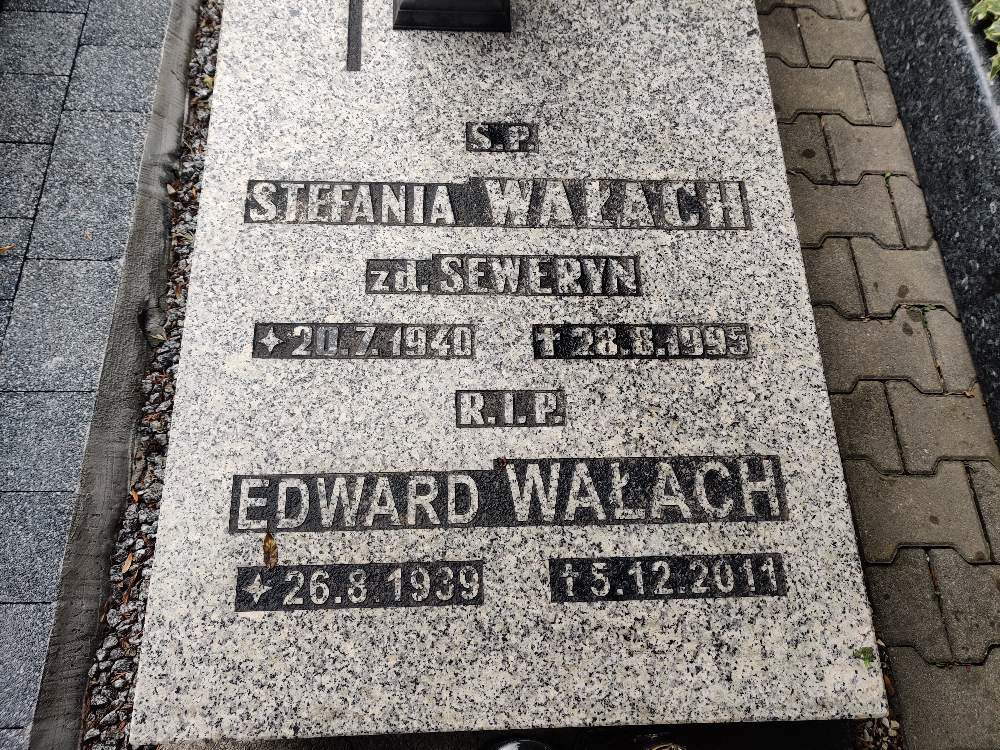 S.P.
STEFANIA WAŁACH
zd. SEWERYN
20.7.1940 28.8.1995
R.I.P.
EDWARD WAŁACH
26.8.1939 5.12.2011